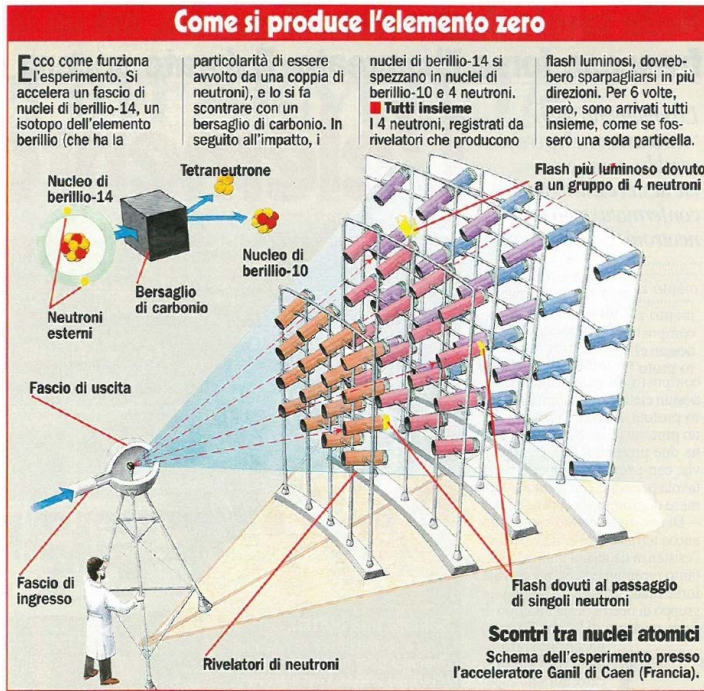 Come si produce l'elemento zero
Ecco come funziona
l'esperimento. Si
accelera un fascio di
nuclei di berillio-14, un
isotopo dell'elemento
berillio (che ha la
particolarità di essere
avvolto da una coppia di
neutroni), e lo si fa
scontrare con un
bersaglio di carbonio. In
seguito all'impatto, i
nuclei di berillio-14 si
spezzano in nuclei di
berillio-10 e 4 neutroni.
■ Tutti insieme
I 4 neutroni, registrati da
rivelatori che producono
flash luminosi, dovreb-
bero sparpagliarsi in più
direzioni. Per 6 volte,
però, sono arrivati tutti
insieme, come se fos-
sero una sola particella.
Tetraneutrone
Flash più luminoso dovuto
a un gruppo di 4 neutroni
Nucleo di
berillio-14
Nucleo di
berillio-10
Bersaglio
di carbonio
Neutroni
esterni
Fascio di uscita
Fascio di
ingresso
Flash dovuti al passaggio
di singoli neutroni
Rivelatori di neutroni
Scontri tra nuclei atomici
Schema dell'esperimento presso
l'acceleratore Ganil di Caen (Francia).